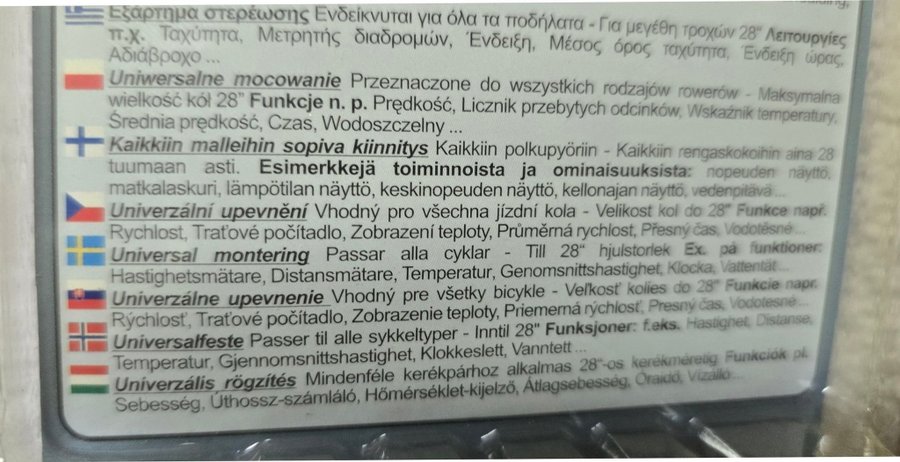 Εξάρτημα στερέωσης Ενδείκνυται για όλα τα ποδήλατα - Για μεγέθη τροχών 28" Λειτουργίες
π.χ. Ταχύτητα, Μετρητής διαδρομών, Ένδειξη, Μέσος όρος ταχύτητα, Ένδειξη ώρας,
Αδιάβροχο ...
Uniwersalne mocowanie Przeznaczone do wszystkich rodzajów rowerów - Maksymalna
wielkość kół 28” Funkcje n. p. Prędkość, Licznik przebytych odcinków, Wskaźnik temperatury,
Średnia prędkość, Czas, Wodoszczelny ...
Kaikkiin malleihin sopiva kiinnitys Kaikkiin polkupyöriin - Kaikkiin rengaskokoihin aina 28
tuumaan asti. Esimerkkejä toiminnoista ja ominaisuuksista: nopeuden näyttö,
matkalaskuri, lämpötilan näyttö, keskinopeuden näyttö, kellonajan näyttö, vedenpitävä ...
Univerzální upevnění Vhodný pro všechna jízdní kola - Velikost kol do 28" Funkce např.
Rychlost, Traťové počítadlo, Zobrazení teploty, Průměrná rychlost, Přesný čas, Vodotěsné ...
Universal montering Passar alla cyklar - Till 28“ hjulstorlek Ex. på funktioner:
Hastighetsmätare, Distansmätare, Temperatur, Genomsnittshastighet, Klocka, Vattentät ...
Univerzálne upevnenie Vhodný pre všetky bicykle - Veľkosť kolies do 28" Funkcie napr.
Rýchlosť, Traťové počítadlo, Zobrazenie teploty, Priemerná rýchlosť, Presný čas, Vodotesné ...
Universalfeste Passer til alle sykkeltyper - Inntil 28" Funksjoner: f.eks. Hastighet, Distanse,
Temperatur, Gjennomsnittshastighet, Klokkeslett, Vanntett ...
Univerzális rögzítés Mindenféle kerékpárhoz alkalmas 28"-os kerékméretig Funkciók pl.
Sebesség, Úthossz-számláló, Hőmérséklet-kijelző, Átlagsebesség, Óraidő, Vízálló ...